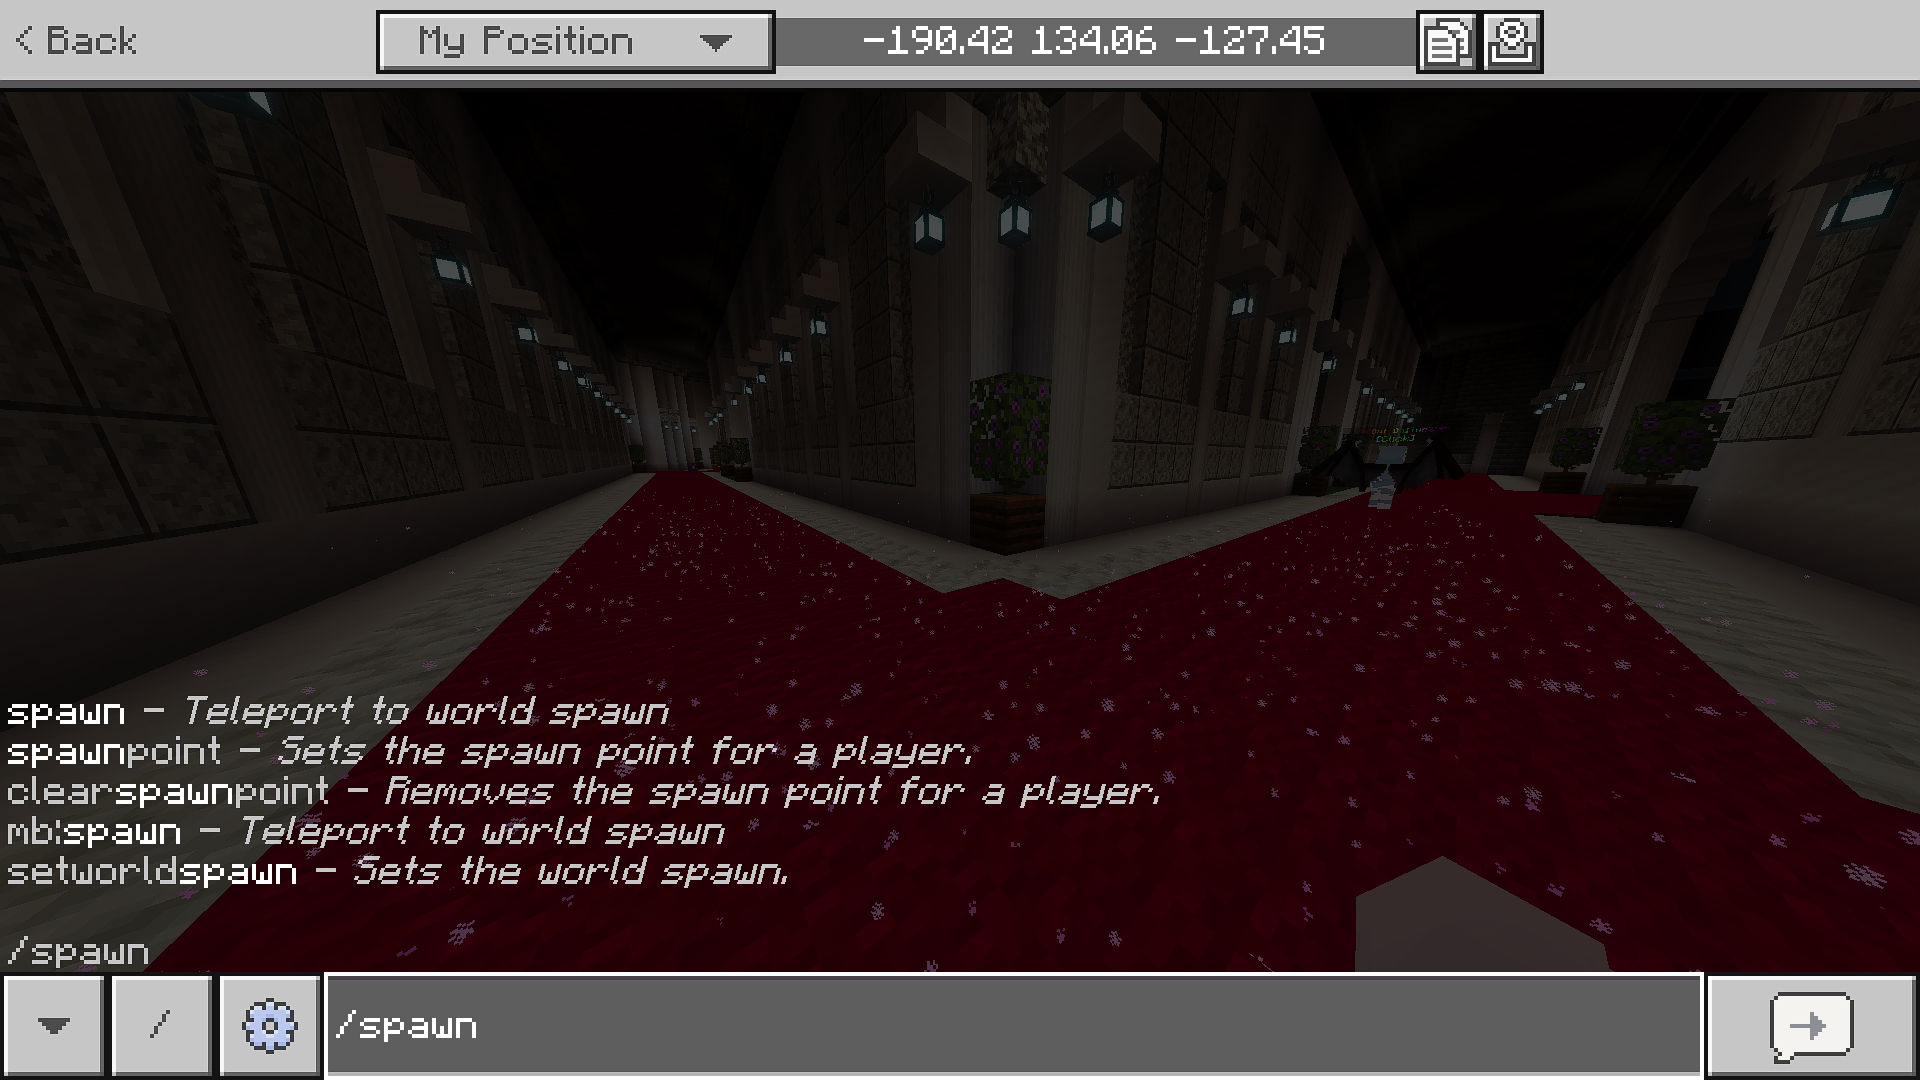 Back
My Position
-190.42 134.06 -127.45
spawn - Teleport to world spawn
spawnpoint - Sets the spawn point for a player.
clearspawnpoint - Removes the spawn point for a player.
mb:spawn - Teleport to world spawn
setworldspawn - Sets the world spawn.
/spawn
/
/spawn